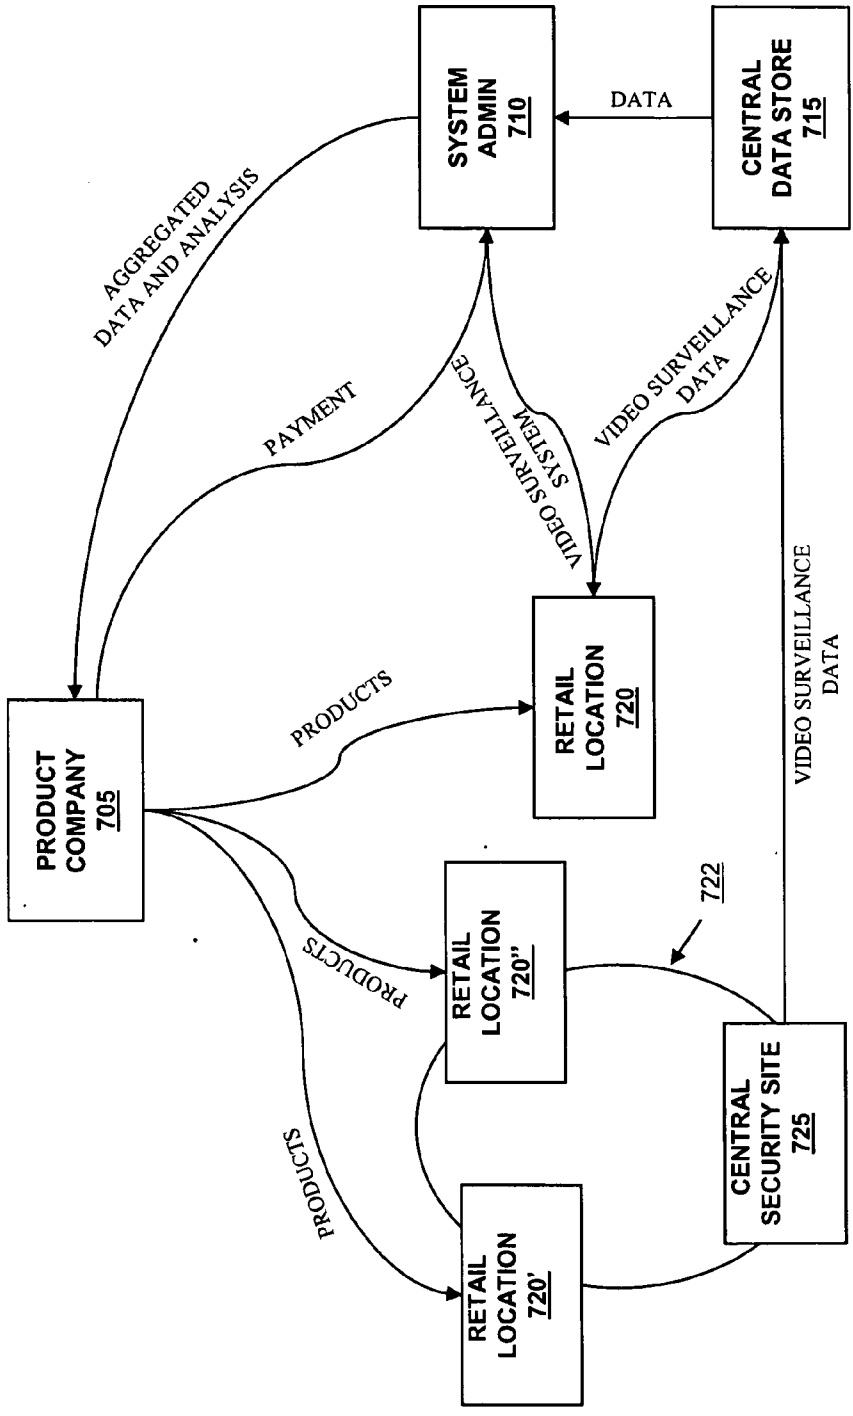 PRODUCT
COMPANY
705
AGGREGATED
DATA AND ANALYSIS
PAYMENT
SYSTEM
ADMIN
710
DATA
CENTRAL
DATA STORE
715
PRODUCTS
PRODUCTS
PRODUCTS
VIDEO SURVEILLANCE
SYSTEM
VIDEO SURVEILLANCE
DATA
RETAIL
LOCATION
720'
RETAIL
LOCATION
720"
RETAIL
LOCATION
720
722
CENTRAL
SECURITY SITE
725
VIDEO SURVEILLANCE
DATA